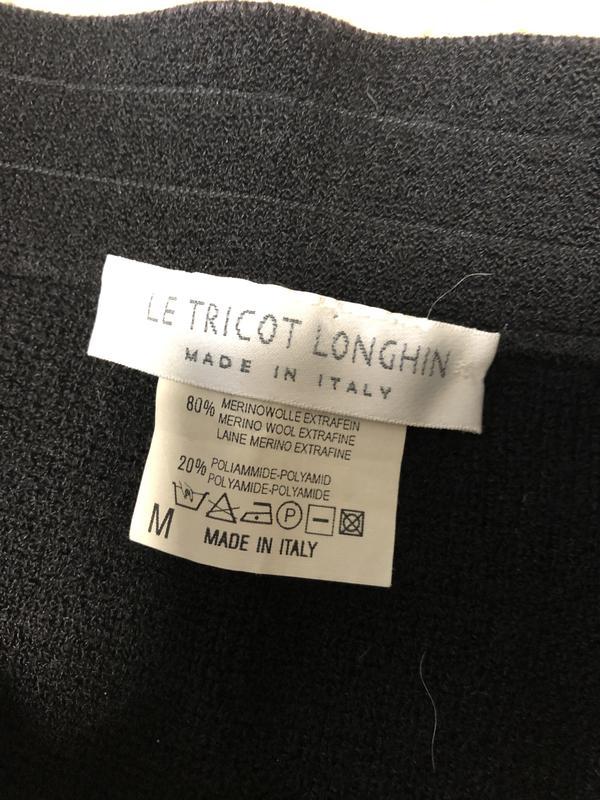 LE TRICOT LONGHIN
MADE IN ITALY
80% MERINOWOLLE EXTRAFEIN
MERINO WOOL EXTRAFINE
LAINE MERINO EXTRAFINE
20% POLIAMMIDE-POLYAMID
POLYAMIDE-POLYAMIDE
P
M MADE IN ITALY